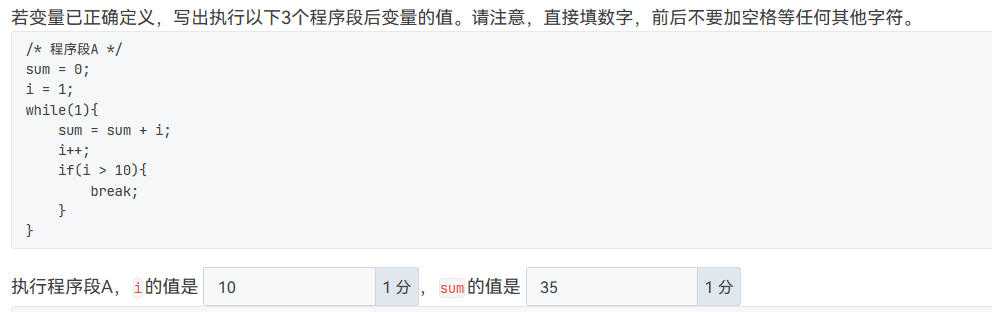 若变量已正确定义，写出执行以下3个程序段后变量的值。请注意，直接填数字，前后不要加空格等任何其他字符。
/* 程序段A */
sum = 0;
i = 1;
while(1){
    sum = sum + i;
    i++;
    if(i > 10){
        break;
    }
}
执行程序段A，i的值是 10 1 分 ，sum的值是 35 1 分